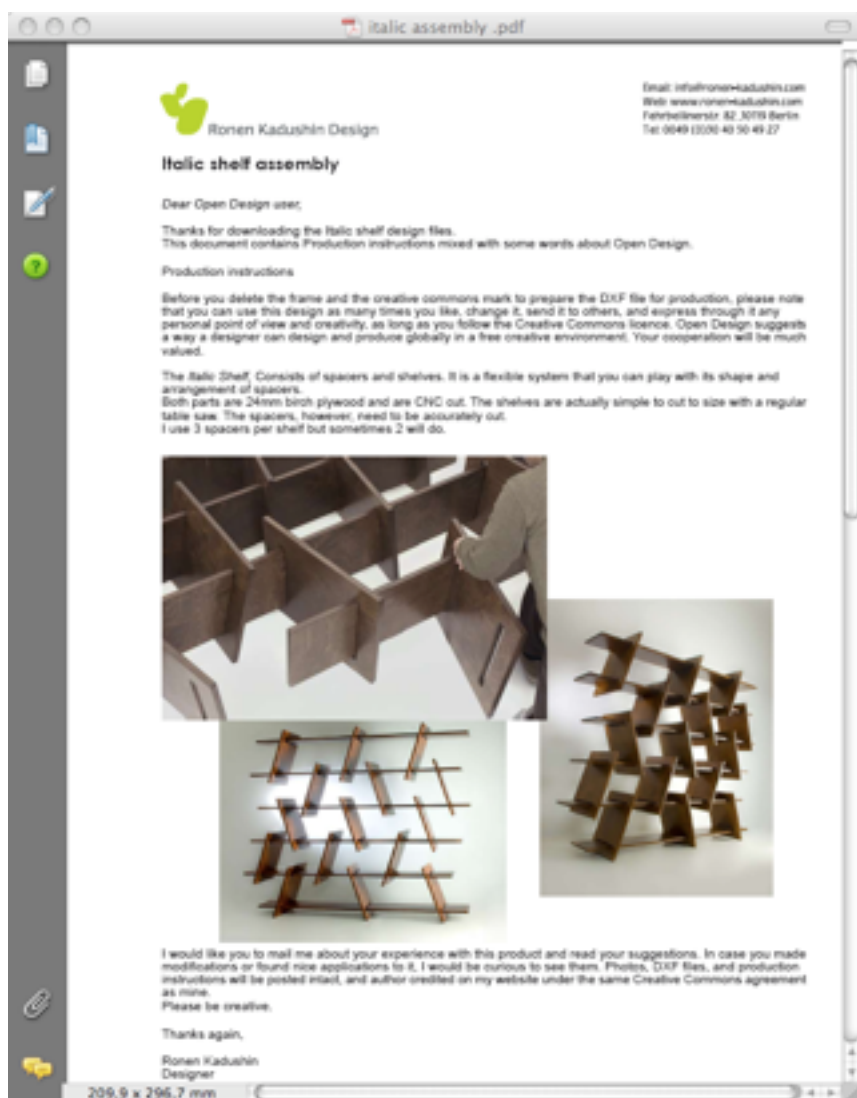 italic assembly .pdf
Email: info@ronen-kadushin.com
Web: www.ronen-kadushin.com
Fehrbellinerstr. 82, 10119 Berlin
Tel: 0049 (0)30 40 50 49 27
Ronen Kadushin Design
Italic shelf assembly
Dear Open Design user,
Thanks for downloading the Italic shelf design files.
This document contains Production instructions mixed with some words about Open Design.
Production instructions
Before you delete the frame and the creative commons mark to prepare the DXF file for production, please note
that you can use this design as many times you like, change it, send it to others, and express through it any
personal point of view and creativity, as long as you follow the Creative Commons licence. Open Design suggests
a way a designer can design and produce globally in a free creative environment. Your cooperation will be much
valued.
The Italic Shelf, Consists of spacers and shelves. It is a flexible system that you can play with its shape and
arrangement of spacers.
Both parts are 24mm birch plywood and are CNC cut. The shelves are actually simple to cut to size with a regular
table saw. The spacers, however, need to be accurately cut.
I use 3 spacers per shelf but sometimes 2 will do.
I would like you to mail me about your experience with this product and read your suggestions. In case you made
modifications or found nice applications to it, I would be curious to see them. Photos, DXF files, and production
instructions will be posted intact, and author credited on my website under the same Creative Commons agreement
as mine.
Please be creative.
Thanks again,
Ronen Kadushin
Designer
209.9 x 296.7 mm